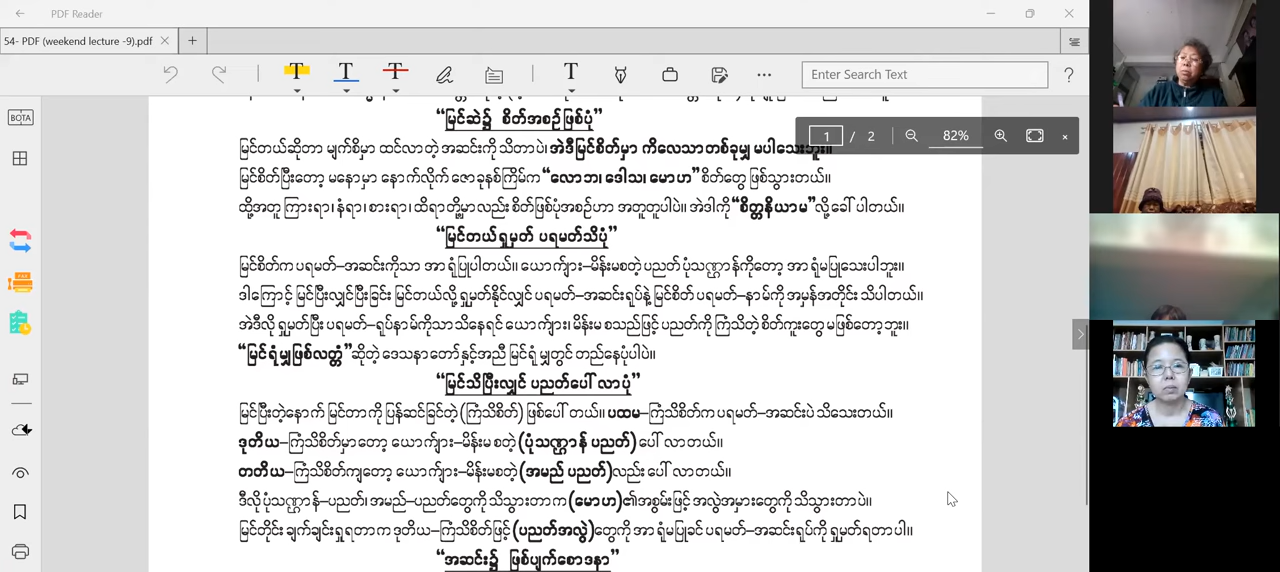 PDF Reader
54- PDF (weekend lecture -9).pdf
Enter Search Text
1 / 2
82%
BOTA
“မြင်ဆဲ၌ စိတ်အစဉ်ဖြစ်ပုံ”
မြင်တယ်ဆိုတာ မျက်စိမှာ ထင်လာတဲ့ အဆင်းကို သိတာပဲ၊ အဲဒီမြင်စိတ်မှာ ကိလေသာတစ်ခုမျှ မပါသေးဘူး။
မြင်စိတ်ပြီးတော့ မနောမှာ နောက်လိုက် ဇောခုနစ်ကြိမ်က “လောဘ၊ ဒေါသ၊ မောဟ” စိတ်တွေ ဖြစ်သွားတယ်။
ထို့အတူ ကြားရာ၊ နံရာ၊ စားရာ၊ ထိရာတို့မှာလည်း စိတ်ဖြစ်ပုံအစဉ်ဟာ အတူတူပါပဲ။ အဲဒါကို “စိတ္တနိယာမ” လို့ခေါ်ပါတယ်။
“မြင်တယ်ရှုမှတ် ပရမတ်သိပုံ”
မြင်စိတ်က ပရမတ်–အဆင်းကိုသာ အာရုံပြုပါတယ်။ ယောက်ျား–မိန်းမစတဲ့ ပညတ် ပုံသဏ္ဌာန်ကိုတော့ အာရုံမပြုသေးပါဘူး။
ဒါကြောင့် မြင်ပြီးလျှင်ပြီးခြင်း မြင်တယ်လို့ ရှုမှတ်နိုင်လျှင် ပရမတ်–အဆင်းရုပ်နဲ့ မြင်စိတ် ပရမတ်–နာမ်ကို အမှန်အတိုင်း သိပါတယ်။
အဲဒီလို ရှုမှတ်ပြီး ပရမတ်–ရုပ်နာမ်ကိုသာ သိနေရင် ယောက်ျား၊ မိန်းမ စသည်ဖြင့် ပညတ်ကို ကြံသိတဲ့ စိတ်ကူးတွေ မဖြစ်တော့ဘူး။
“မြင်ရုံမျှဖြစ်လတ္တံ့” ဆိုတဲ့ ဒေသနာတော်နှင့်အညီ မြင်ရုံမျှတွင် တည်နေပုံပါပဲ။
“မြင်သိပြီးလျှင် ပညတ်ပေါ်လာပုံ”
မြင်ပြီးတဲ့နောက် မြင်တာကို ပြန်ဆင်ခြင်တဲ့ (ကြံသိစိတ်) ဖြစ်ပေါ်တယ်။ ပထမ–ကြံသိစိတ်က ပရမတ်–အဆင်းပဲ သိသေးတယ်။
ဒုတိယ–ကြံသိစိတ်မှာတော့ ယောက်ျား–မိန်းမ စတဲ့ (ပုံသဏ္ဌာန် ပညတ်) ပေါ်လာတယ်။
တတိယ–ကြံသိစိတ်ကျတော့ ယောက်ျား–မိန်းမစတဲ့ (အမည် ပညတ်) လည်း ပေါ်လာတယ်။
ဒီလို ပုံသဏ္ဌာန်–ပညတ်၊ အမည်–ပညတ်တွေကို သိသွားတာက (မောဟ)၏အစွမ်းဖြင့် အလွဲအမှားတွေကို သိသွားတာပဲ။
မြင်တိုင်း ချက်ချင်းရှုရတာက ဒုတိယ–ကြံသိစိတ်ဖြင့် (ပညတ်အလွဲ)တွေကို အာရုံမပြုခင် ပရမတ်–အဆင်းရုပ်ကို ရှုမှတ်ရတာပါ။
“အဆင်း၌ ဖြစ်ပျက်စောဒနာ”